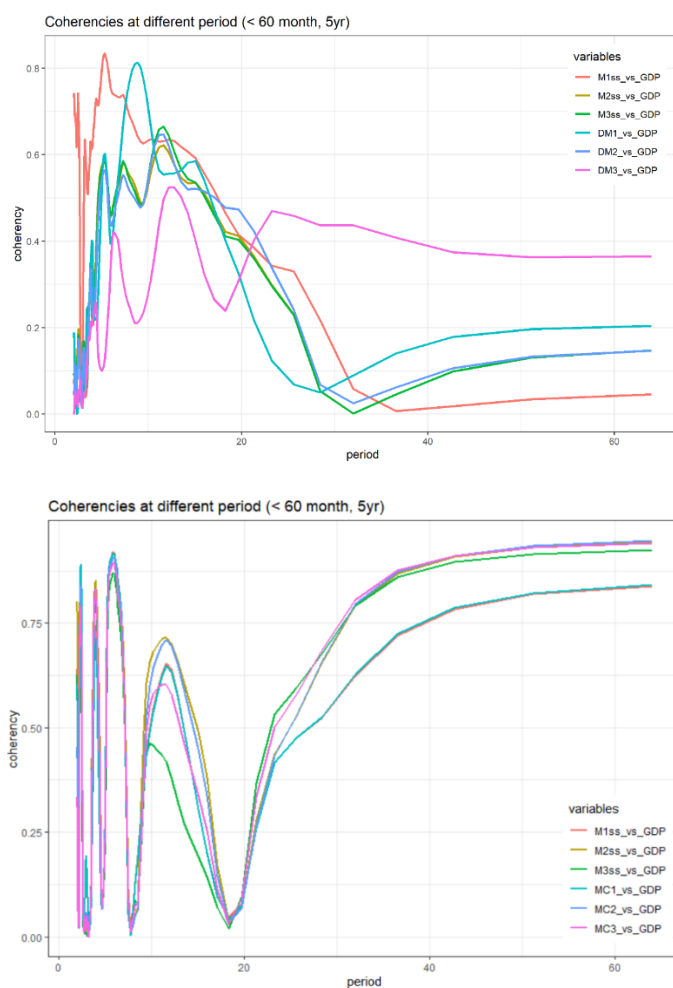 Coherencies at different period (< 60 month, 5yr)
variables
M1ss_vs_GDP
M2ss_vs_GDP
M3ss_vs_GDP
DM1_vs_GDP
DM2_vs_GDP
DM3_vs_GDP
0.8
0.6
0.4
0.2
0.0
coherency
0
20
40
60
period
Coherencies at different period (< 60 month, 5yr)
0.75
0.50
0.25
0.00
coherency
variables
M1ss_vs_GDP
M2ss_vs_GDP
M3ss_vs_GDP
MC1_vs_GDP
MC2_vs_GDP
MC3_vs_GDP
0
20
40
60
period